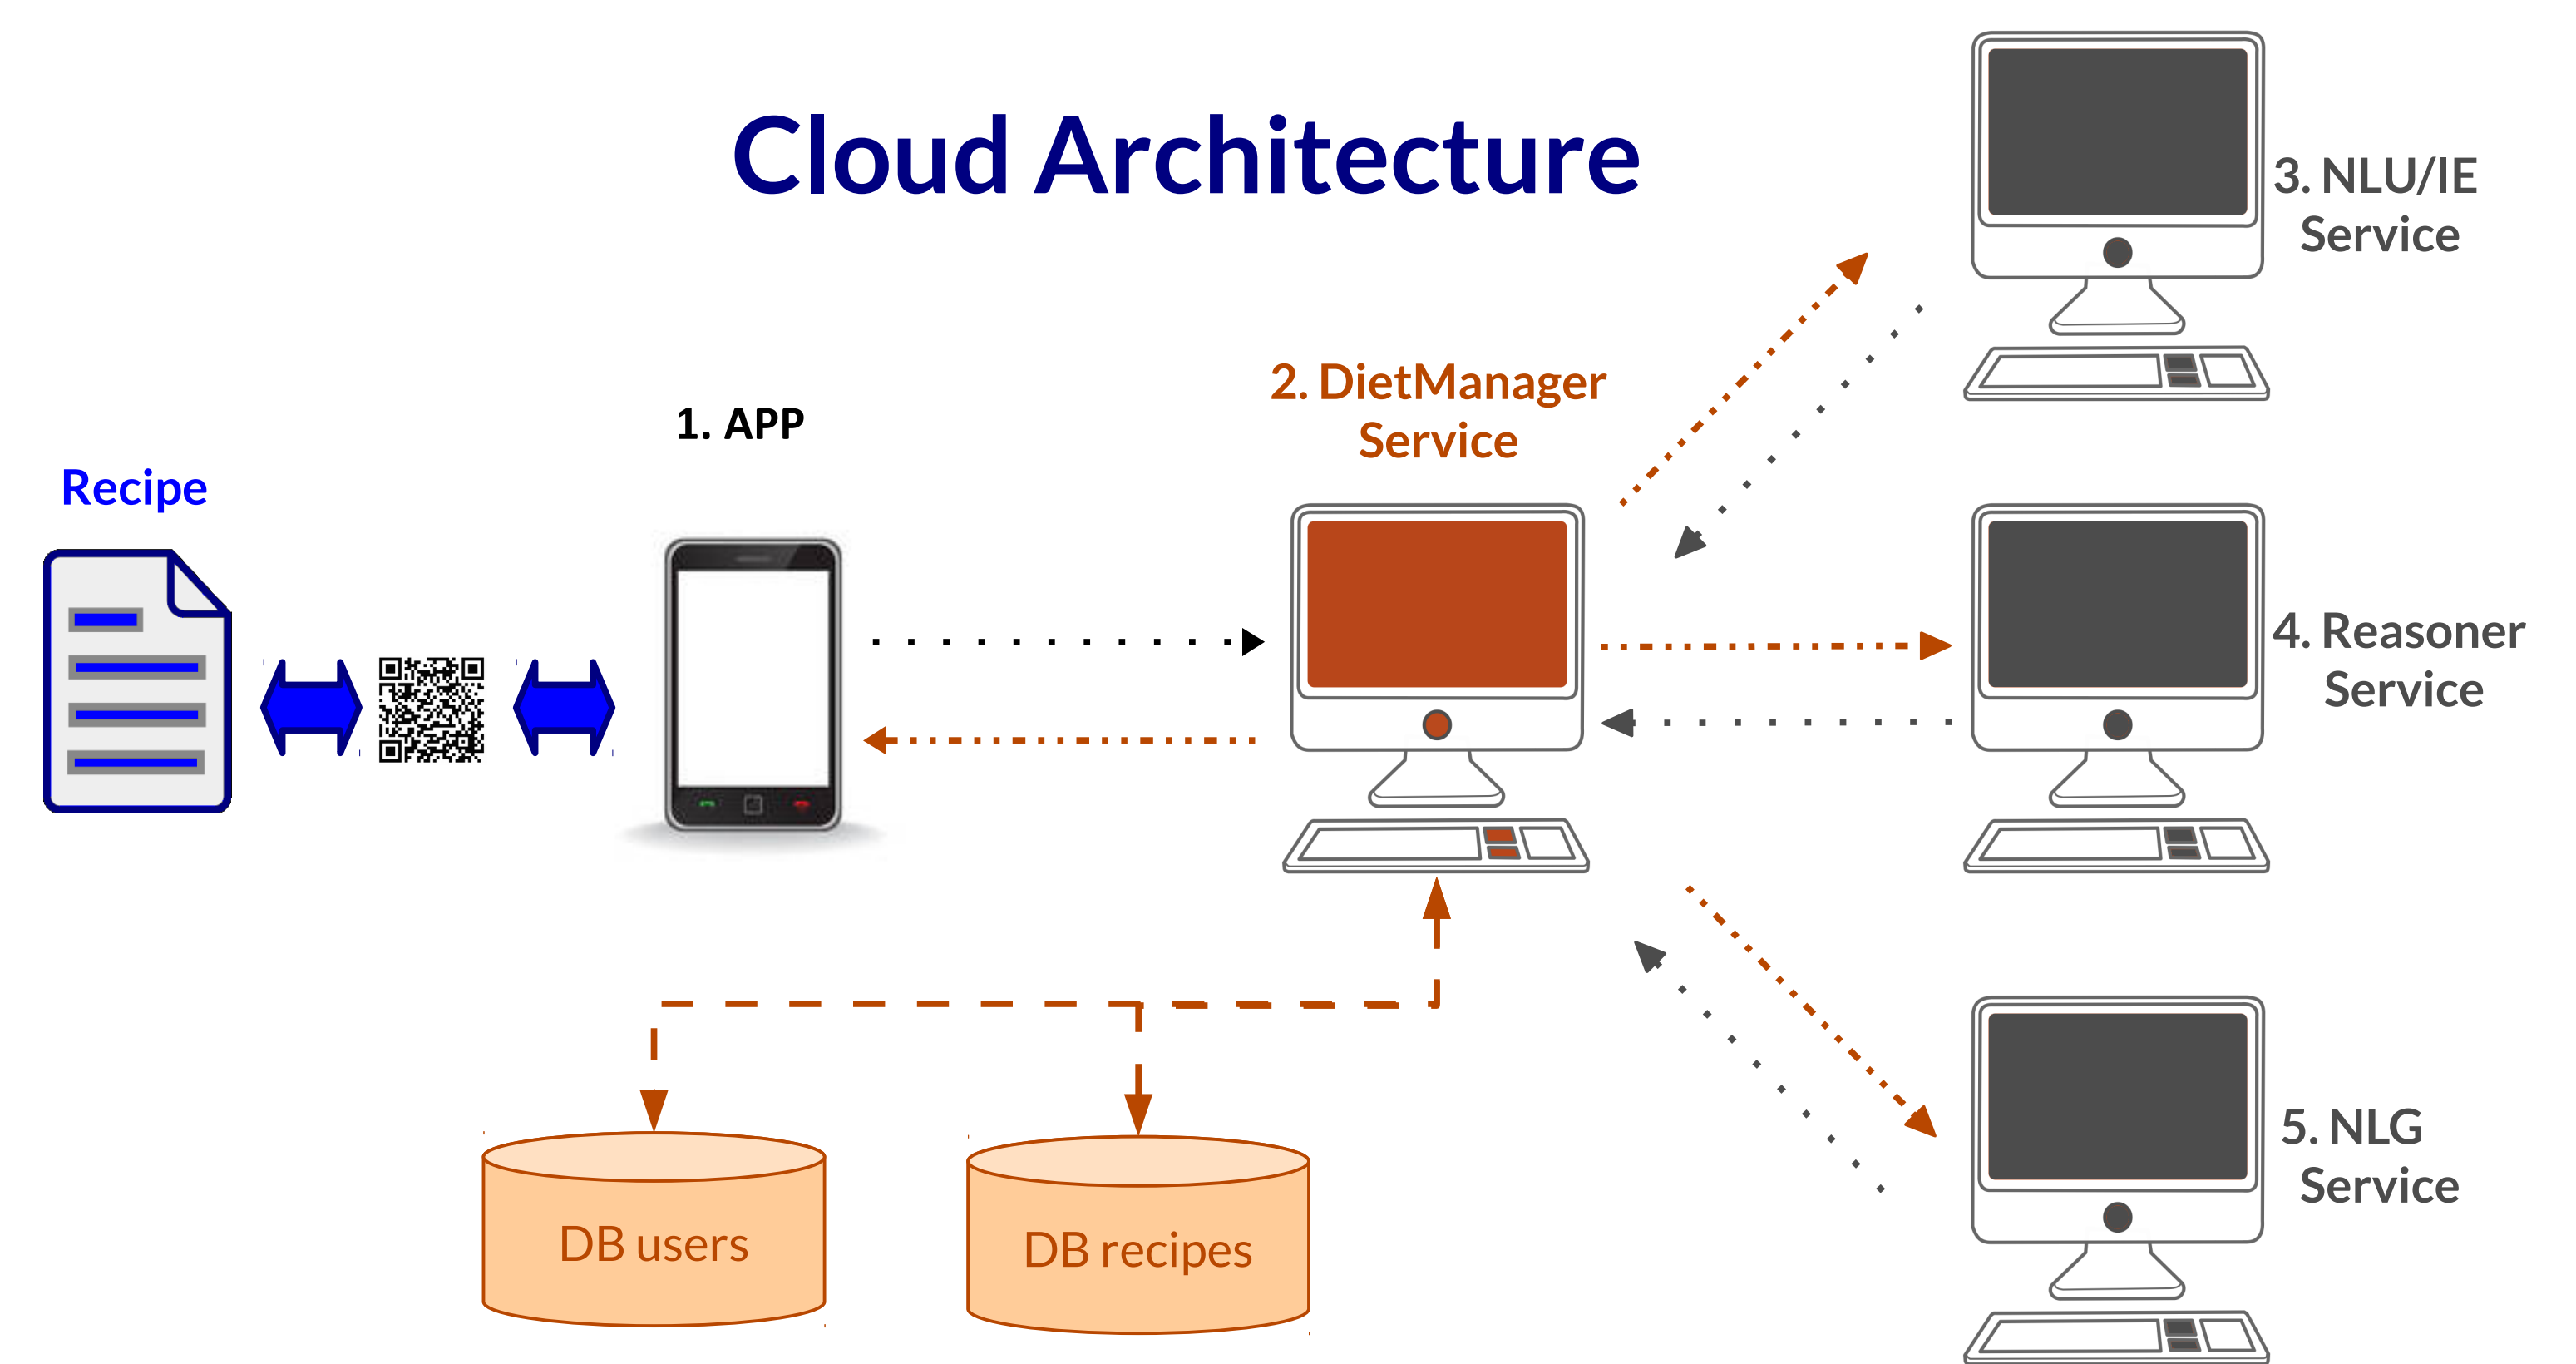 Cloud Architecture
3. NLU/IE
Service
2. DietManager
Service
1. APP
Recipe
4. Reasoner
Service
5. NLG
Service
DB users
DB recipes